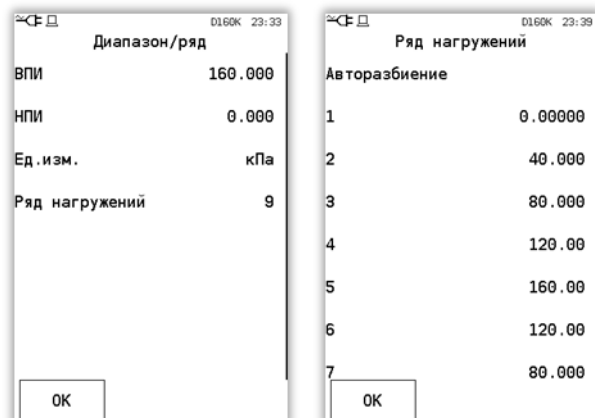 D160K 23:33
Диапазон/ряд
ВПИ 160.000
НПИ 0.000
Ед.изм. кПа
Ряд нагружений 9
ОК
D160K 23:39
Ряд нагружений
Авторазбиение
1 0.00000
2 40.000
3 80.000
4 120.00
5 160.00
6 120.00
7 80.000
ОК